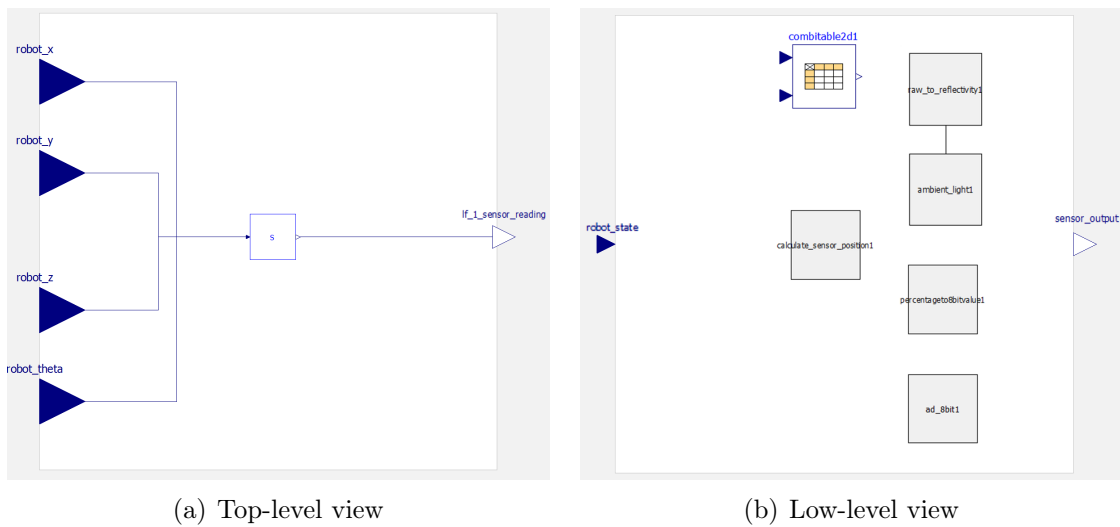 robot_x
robot_y
robot_z
robot_theta
s
lf_1_sensor_reading
(a) Top-level view
combitable2d1
raw_to_reflectivity1
ambient_light1
robot_state
calculate_sensor_position1
sensor_output
percentageto8bitvalue1
ad_8bit1
(b) Low-level view